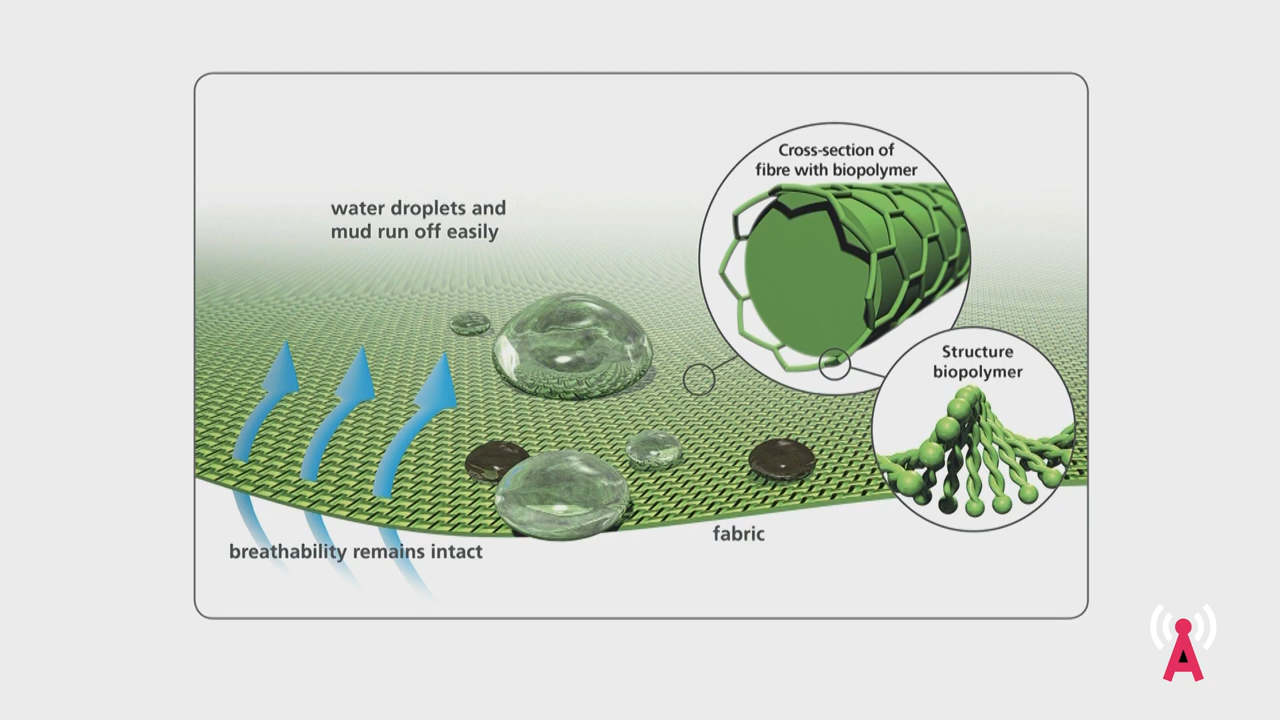 Cross-section of
fibre with biopolymer
water droplets and
mud run off easily
Structure
biopolymer
fabric
breathability remains intact